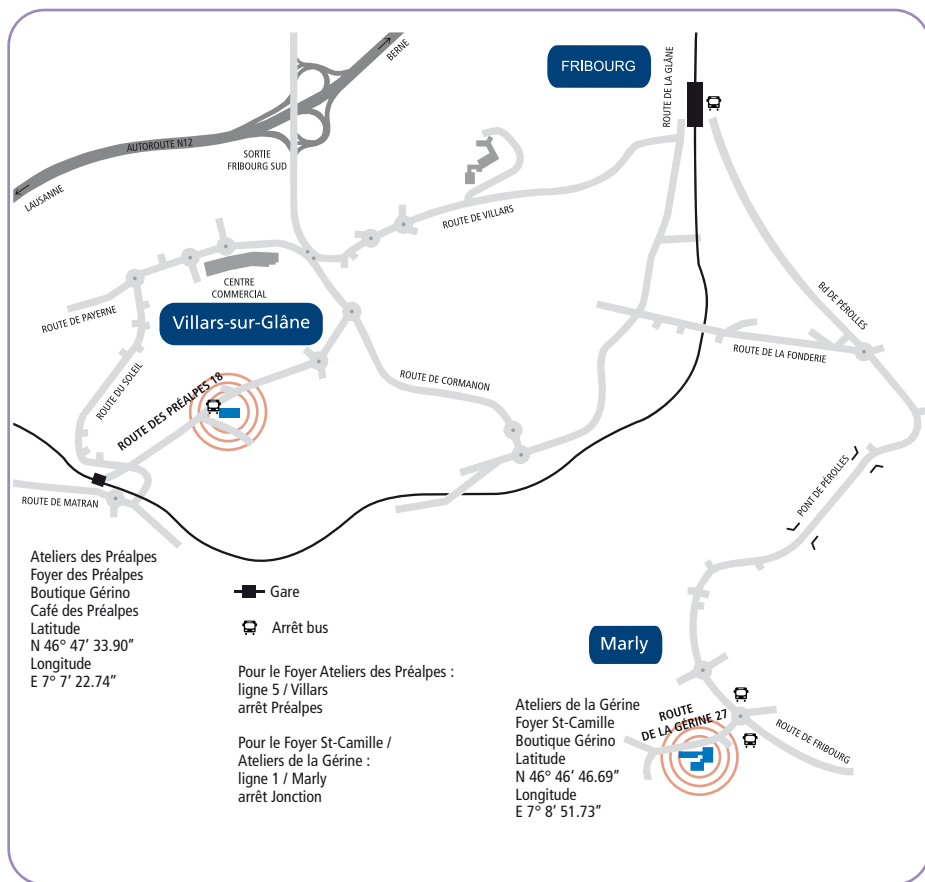 BERNE
FRIBOURG
ROUTE DE LA GLÂNE
AUTOROUTE N12
SORTIE
FRIBOURG SUD
LAUSANNE
ROUTE DE VILLARS
CENTRE
COMMERCIAL
ROUTE DE PAYERNE
Villars-sur-Glâne
Bd DE PÉROLLES
ROUTE DE LA FONDERIE
ROUTE DU SOLEIL
ROUTE DES PRÉALPES 18
ROUTE DE CORMANON
ROUTE DE MATRAN
PONT DE PÉROLLES
Ateliers des Préalpes
Foyer des Préalpes
Boutique Gérino
Café des Préalpes
Latitude
N 46° 47’ 33.90’’
Longitude
E 7° 7’ 22.74’’
Gare
Arrêt bus
Pour le Foyer Ateliers des Préalpes :
ligne 5 / Villars
arrêt Préalpes
Pour le Foyer St-Camille /
Ateliers de la Gérine :
ligne 1 / Marly
arrêt Jonction
Marly
ROUTE
DE LA GÉRINE 27
ROUTE DE FRIBOURG
Ateliers de la Gérine
Foyer St-Camille
Boutique Gérino
Latitude
N 46° 46’ 46.69’’
Longitude
E 7° 8’ 51.73’’